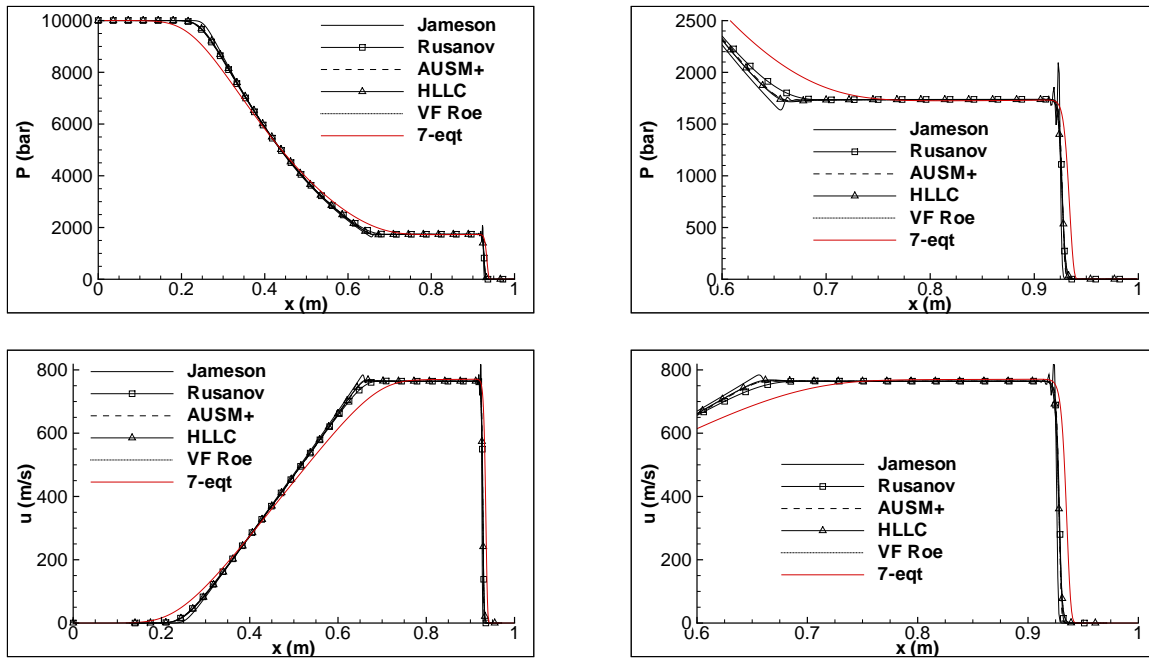 P (bar)
10000
8000
6000
4000
2000
0
0 0.2 0.4 0.6 0.8 1
x (m)
Jameson
Rusanov
AUSM+
HLLC
VF Roe
7-eqt
P (bar)
2500
2000
1500
1000
500
0
0.6 0.7 0.8 0.9 1
x (m)
Jameson
Rusanov
AUSM+
HLLC
VF Roe
7-eqt
u (m/s)
800
600
400
200
0
0 0.2 0.4 0.6 0.8 1
x (m)
Jameson
Rusanov
AUSM+
HLLC
VF Roe
7-eqt
u (m/s)
800
600
400
200
0
0.6 0.7 0.8 0.9 1
x (m)
Jameson
Rusanov
AUSM+
HLLC
VF Roe
7-eqt